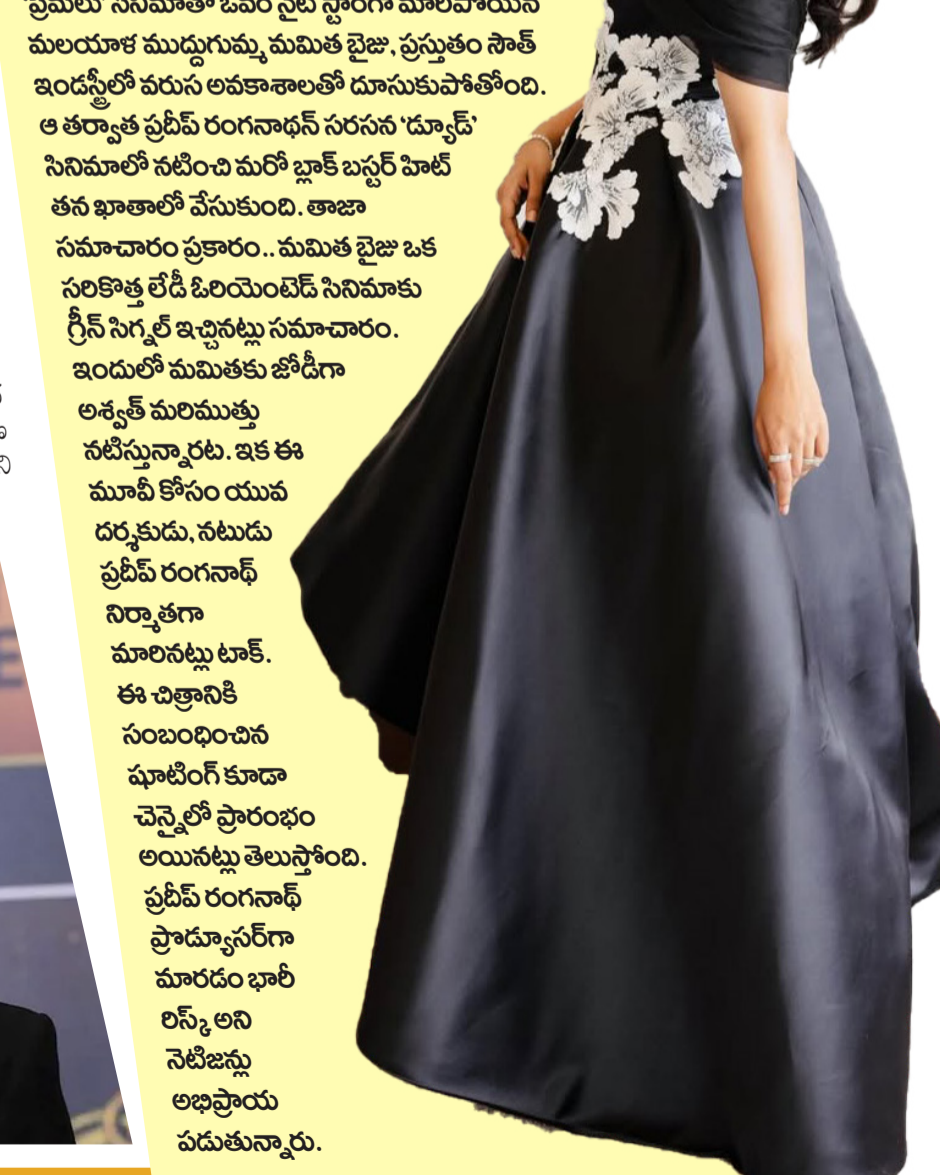 'ప్రేమలు' సినిమాతో ఓవర్ నైట్ స్టార్‌గా మారిపోయిన
మలయాళ ముద్దుగుమ్మ మమిత బైజు, ప్రస్తుతం సౌత్
ఇండస్ట్రీలో వరుస అవకాశాలతో దూసుకుపోతోంది.
ఆ తర్వాత ప్రదీప్ రంగనాథన్ సరసన 'డ్యూడ్'
సినిమాలో నటించి మరో బ్లాక్ బస్టర్ హిట్
తన ఖాతాలో వేసుకుంది. తాజా
సమాచారం ప్రకారం.. మమిత బైజు ఒక
సరికొత్త లేడీ ఓరియెంటెడ్ సినిమాకు
గ్రీన్ సిగ్నల్ ఇచ్చినట్లు సమాచారం.
ఇందులో మమితకు జోడీగా
అశ్వత్ మరిముత్తు
నటిస్తున్నారట. ఇక ఈ
మూవీ కోసం యువ
దర్శకుడు, నటుడు
ప్రదీప్ రంగనాథ్
నిర్మాతగా
మారినట్లు టాక్.
ఈ చిత్రానికి
సంబంధించిన
షూటింగ్ కూడా
చెన్నైలో ప్రారంభం
అయినట్లు తెలుస్తోంది.
ప్రదీప్ రంగనాథ్
ప్రొడ్యూసర్‌గా
మారడం భారీ
రిస్క్ అని
నెటిజన్లు
అభిప్రాయ
పడుతున్నారు.